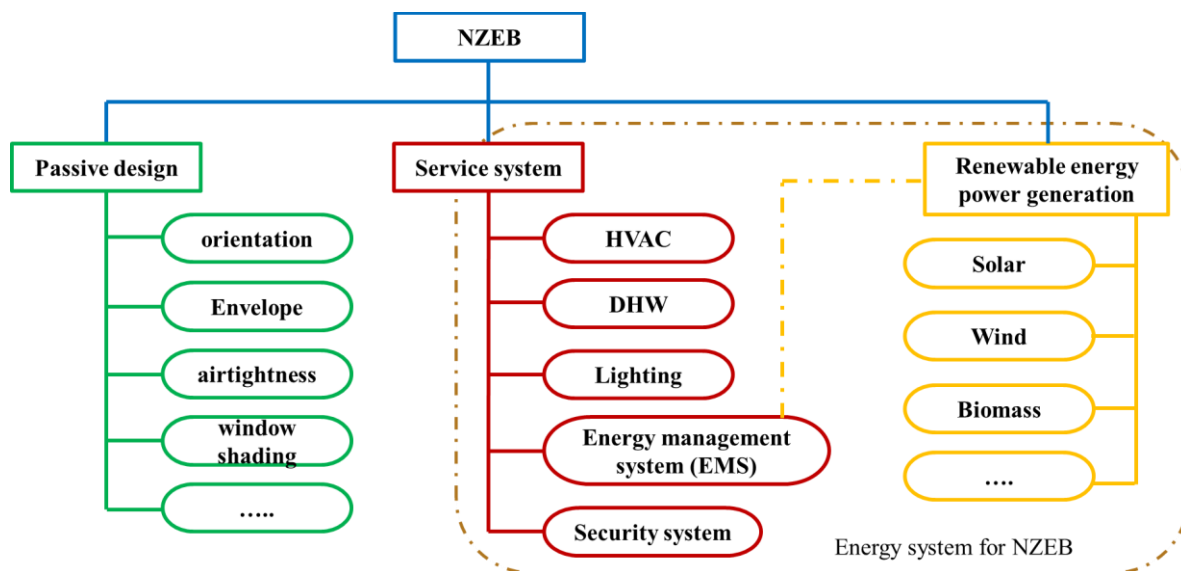 NZEB
Passive design
orientation
Envelope
airtightness
window
shading
…..
Service system
HVAC
DHW
Lighting
Energy management
system (EMS)
Security system
Renewable energy
power generation
Solar
Wind
Biomass
….
Energy system for NZEB